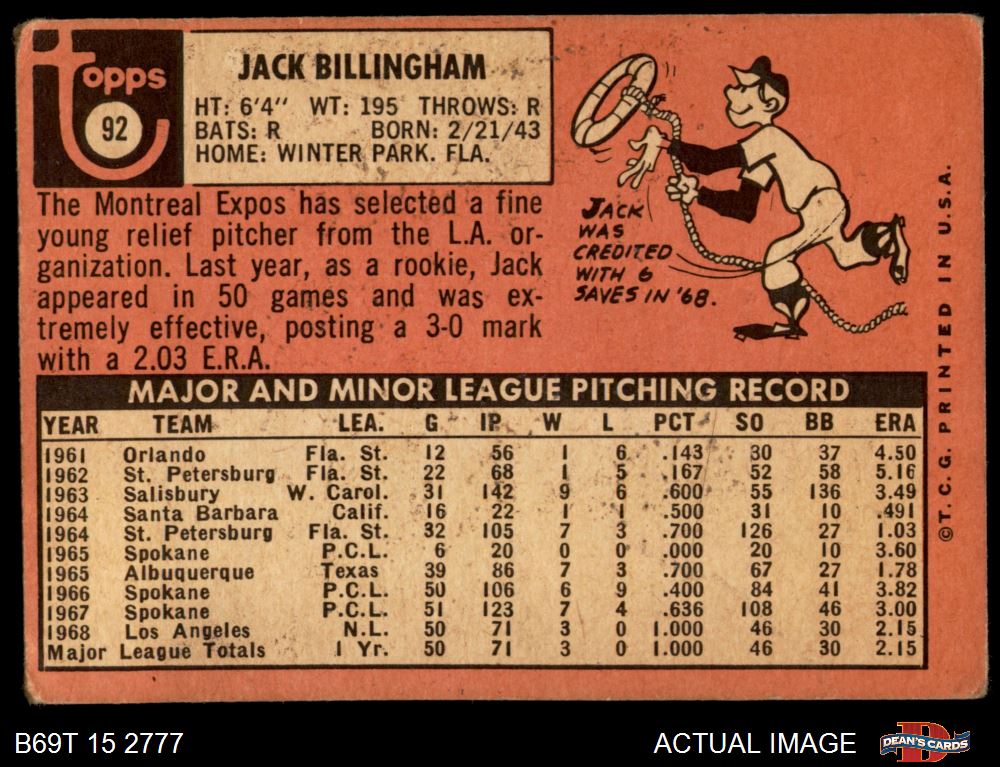 topps
92
JACK BILLINGHAM
HT: 6'4" WT: 195 THROWS: R
BATS: R BORN: 2/21/43
HOME: WINTER PARK. FLA.
The Montreal Expos has selected a fine
young relief pitcher from the L.A. or-
ganization. Last year, as a rookie, Jack
appeared in 50 games and was ex-
tremely effective, posting a 3-0 mark
with a 2.03 E.R.A.
JACK
WAS
CREDITED
WITH 6
SAVES IN '68.
MAJOR AND MINOR LEAGUE PITCHING RECORD
YEAR TEAM LEA. G IP W L PCT SO BB ERA
1961 Orlando Fla. St. 12 56 1 6 .143 30 37 4.50
1962 St. Petersburg Fla. St. 22 68 1 5 .167 52 58 5.16
1963 Salisbury W. Carol. 31 142 9 6 .600 55 136 3.49
1964 Santa Barbara Calif. 16 22 1 1 .500 31 10 .491
1964 St. Petersburg Fla. St. 32 105 7 3 .700 126 27 1.03
1965 Spokane P.C.L. 6 20 0 0 .000 20 10 3.60
1965 Albuquerque Texas 39 86 7 3 .700 67 27 1.78
1966 Spokane P.C.L. 50 106 6 9 .400 84 41 3.82
1967 Spokane P.C.L. 51 123 7 4 .636 108 46 3.00
1968 Los Angeles N.L. 50 71 3 0 1.000 46 30 2.15
Major League Totals 1 Yr. 50 71 3 0 1.000 46 30 2.15
©T.C.G. PRINTED IN U.S.A.
B69T 15 2777
ACTUAL IMAGE
D
DEAN'S CARDS